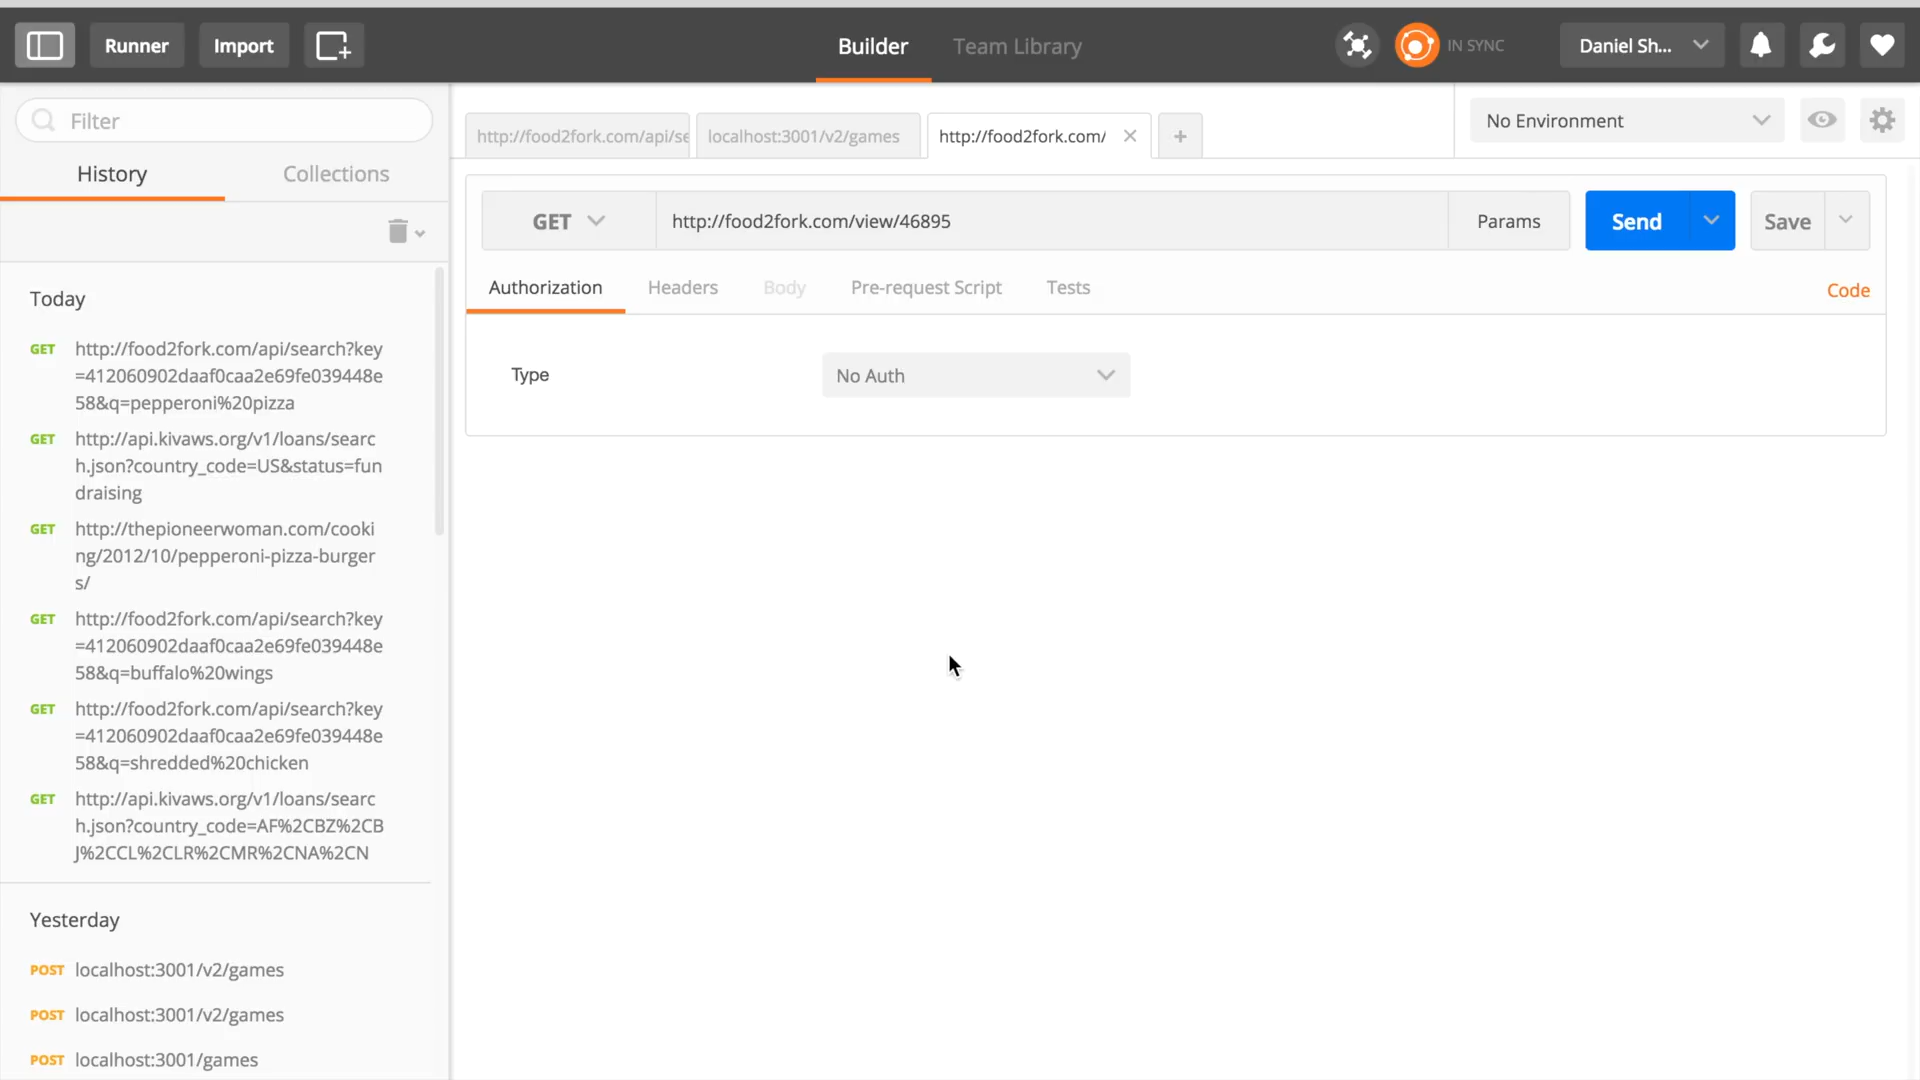 Runner
Import
Builder
Team Library
IN SYNC
Daniel Sh...
Filter
History
Collections
http://food2fork.com/api/se
localhost:3001/v2/games
http://food2fork.com/
No Environment
GET
http://food2fork.com/view/46895
Params
Send
Save
Authorization
Headers
Body
Pre-request Script
Tests
Code
Type
No Auth
Today
GET http://food2fork.com/api/search?key
=412060902daaf0caa2e69fe039448e
58&q=pepperoni%20pizza
GET http://api.kivaws.org/v1/loans/searc
h.json?country_code=US&status=fun
draising
GET http://thepioneerwoman.com/cooki
ng/2012/10/pepperoni-pizza-burger
s/
GET http://food2fork.com/api/search?key
=412060902daaf0caa2e69fe039448e
58&q=buffalo%20wings
GET http://food2fork.com/api/search?key
=412060902daaf0caa2e69fe039448e
58&q=shredded%20chicken
GET http://api.kivaws.org/v1/loans/searc
h.json?country_code=AF%2CBZ%2CB
J%2CCL%2CLR%2CMR%2CNA%2CN
Yesterday
POST localhost:3001/v2/games
POST localhost:3001/v2/games
POST localhost:3001/games